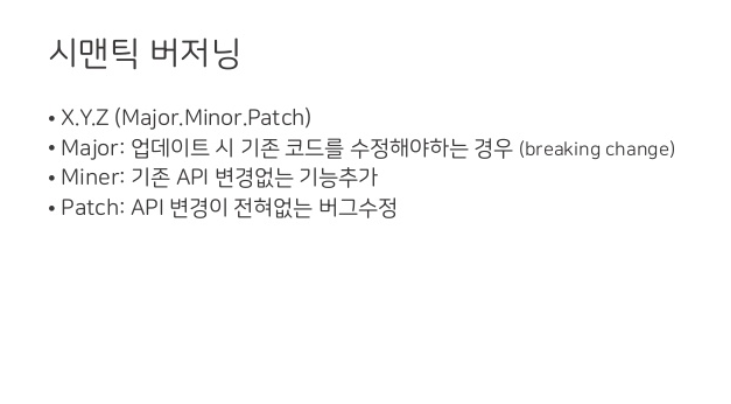 시맨틱 버저닝
• X.Y.Z (Major.Minor.Patch)
• Major: 업데이트 시 기존 코드를 수정해야하는 경우 (breaking change)
• Miner: 기존 API 변경없는 기능추가
• Patch: API 변경이 전혀없는 버그수정